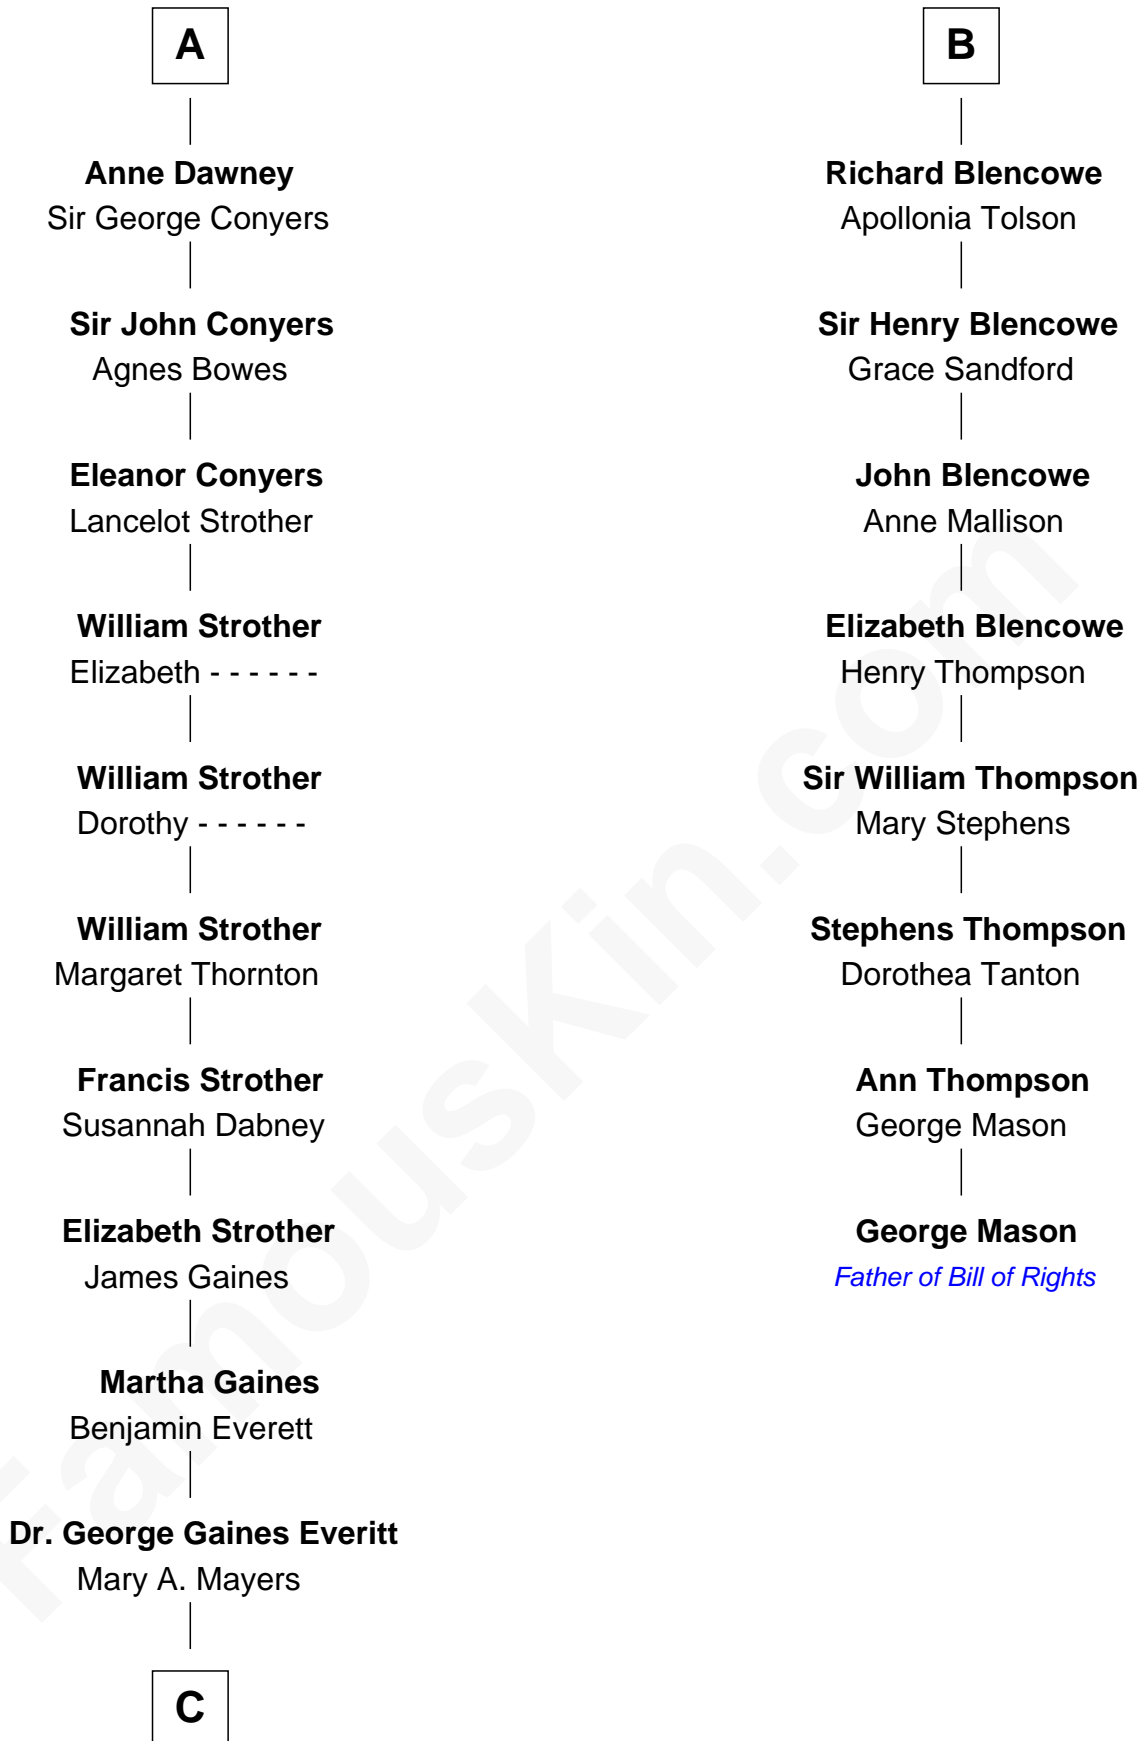 A
Anne Dawney
Sir George Conyers
Sir John Conyers
Agnes Bowes
Eleanor Conyers
Lancelot Strother
William Strother
Elizabeth - - - - - -
William Strother
Dorothy - - - - - -
William Strother
Margaret Thornton
Francis Strother
Susannah Dabney
Elizabeth Strother
James Gaines
Martha Gaines
Benjamin Everett
Dr. George Gaines Everitt
Mary A. Mayers
C
B
Richard Blencowe
Apollonia Tolson
Sir Henry Blencowe
Grace Sandford
John Blencowe
Anne Mallison
Elizabeth Blencowe
Henry Thompson
Sir William Thompson
Mary Stephens
Stephens Thompson
Dorothea Tanton
Ann Thompson
George Mason
George Mason
Father of Bill of Rights
FamousKin.com